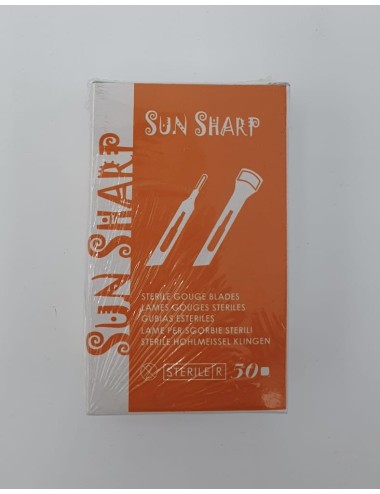 SUN SHARP
SUN SHARP
STERILE GOUGE BLADES
LAMES GOUGES STERILES
GUBIAS ESTERILES
LAME PER SGORBIE STERILI
STERILE HOHLMEISSEL KLINGEN
STERILE R 50